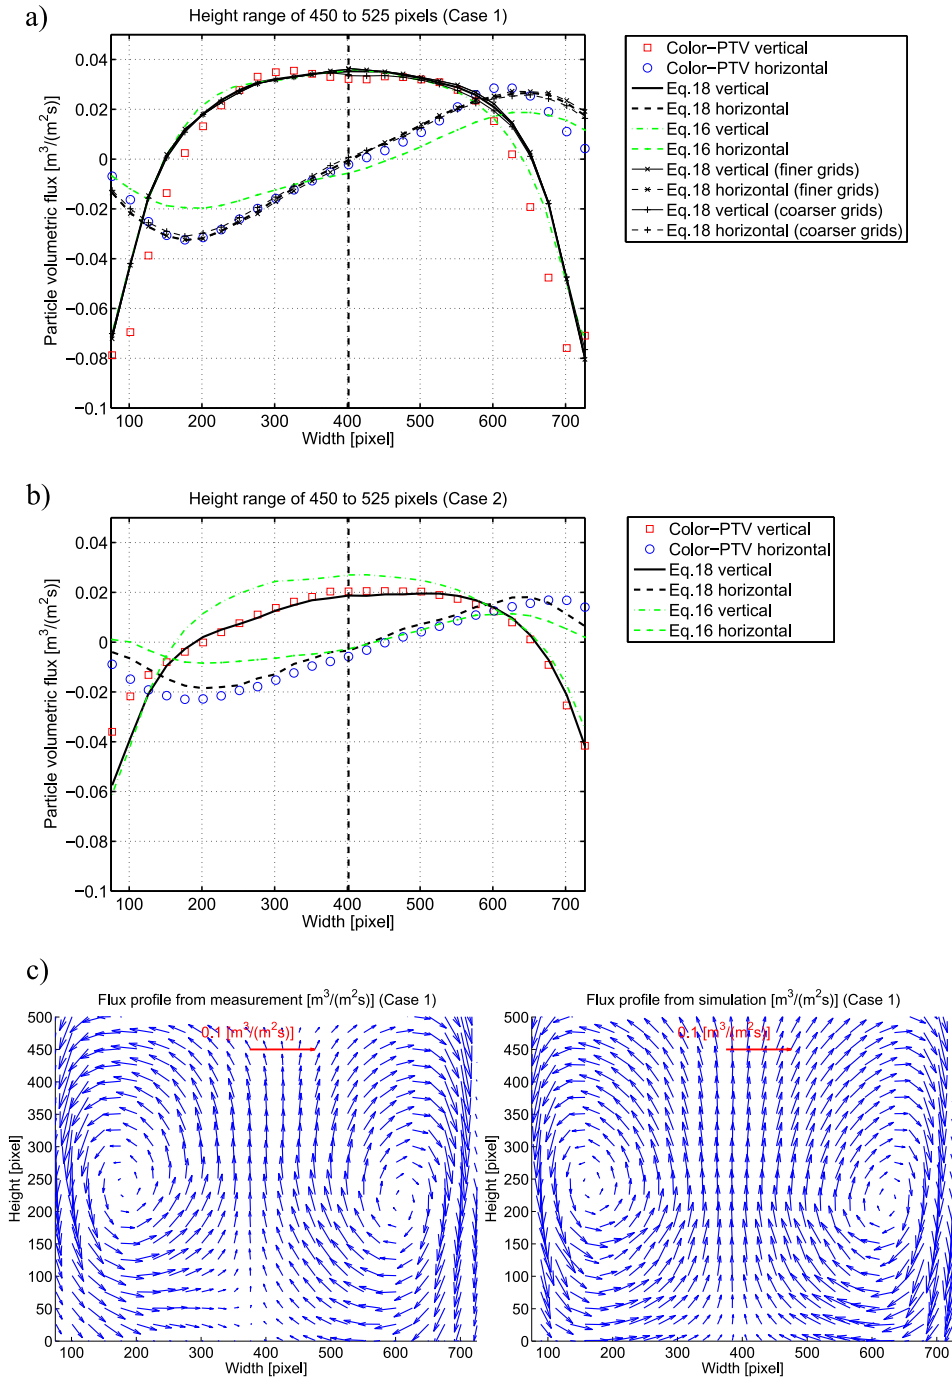 a)
Height range of 450 to 525 pixels (Case 1)
Particle volumetric flux [m³/(m²s)]
0.04
0.02
0
−0.02
−0.04
−0.06
−0.08
−0.1
100 200 300 400 500 600 700
Width [pixel]
Color−PTV vertical
Color−PTV horizontal
Eq.18 vertical
Eq.18 horizontal
Eq.16 vertical
Eq.16 horizontal
Eq.18 vertical (finer grids)
Eq.18 horizontal (finer grids)
Eq.18 vertical (coarser grids)
Eq.18 horizontal (coarser grids)
b)
Height range of 450 to 525 pixels (Case 2)
Particle volumetric flux [m³/(m²s)]
0.04
0.02
0
−0.02
−0.04
−0.06
−0.08
−0.1
100 200 300 400 500 600 700
Width [pixel]
Color−PTV vertical
Color−PTV horizontal
Eq.18 vertical
Eq.18 horizontal
Eq.16 vertical
Eq.16 horizontal
c)
Flux profile from measurement [m³/(m²s)] (Case 1)
0.1 [m³/(m²s)]
Height [pixel]
500
450
400
350
300
250
200
150
100
50
0
100 200 300 400 500 600 700
Width [pixel]
Flux profile from simulation [m³/(m²s)] (Case 1)
0.1 [m³/(m²s)]
Height [pixel]
500
450
400
350
300
250
200
150
100
50
0
100 200 300 400 500 600 700
Width [pixel]